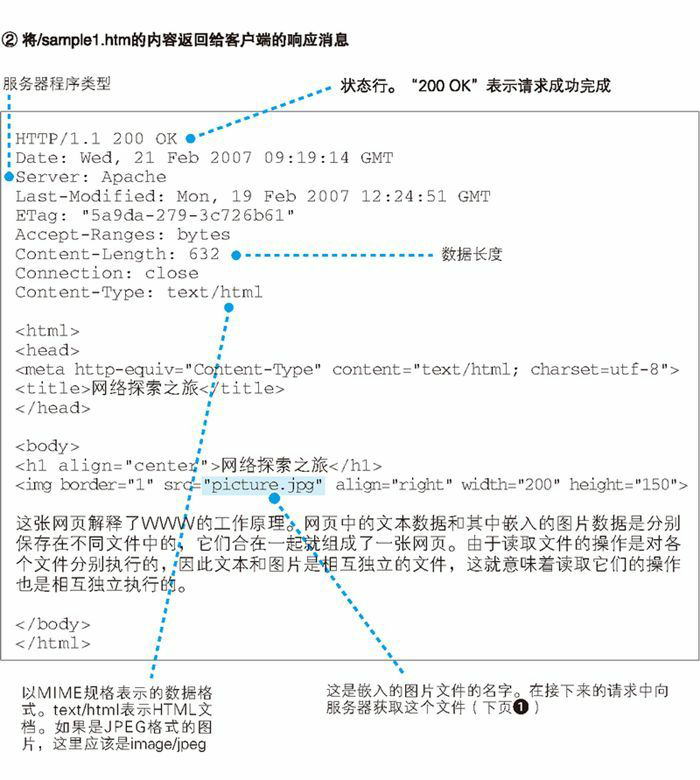 ② 将/sample1.htm的内容返回给客户端的响应消息
服务器程序类型
状态行。“200 OK”表示请求成功完成
HTTP/1.1 200 OK
Date: Wed, 21 Feb 2007 09:19:14 GMT
Server: Apache
Last-Modified: Mon, 19 Feb 2007 12:24:51 GMT
ETag: "5a9da-279-3c726b61"
Accept-Ranges: bytes
Content-Length: 632
数据长度
Connection: close
Content-Type: text/html
<html>
<head>
<meta http-equiv="Content-Type" content="text/html; charset=utf-8">
<title>网络探索之旅</title>
</head>
<body>
<h1 align="center">网络探索之旅</h1>
<img border="1" src="picture.jpg" align="right" width="200" height="150">
这张网页解释了WWW的工作原理。网页中的文本数据和其中嵌入的图片数据是分别
保存在不同文件中的，它们合在一起就组成了一张网页。由于读取文件的操作是对各
个文件分别执行的，因此文本和图片是相互独立的文件，这就意味着读取它们的操作
也是相互独立执行的。
</body>
</html>
以MIME规格表示的数据格
式。text/html表示HTML文
档。如果是JPEG格式的图
片，这里应该是image/jpeg
这是嵌入的图片文件的名字。在接下来的请求中向
服务器获取这个文件（下页❶）